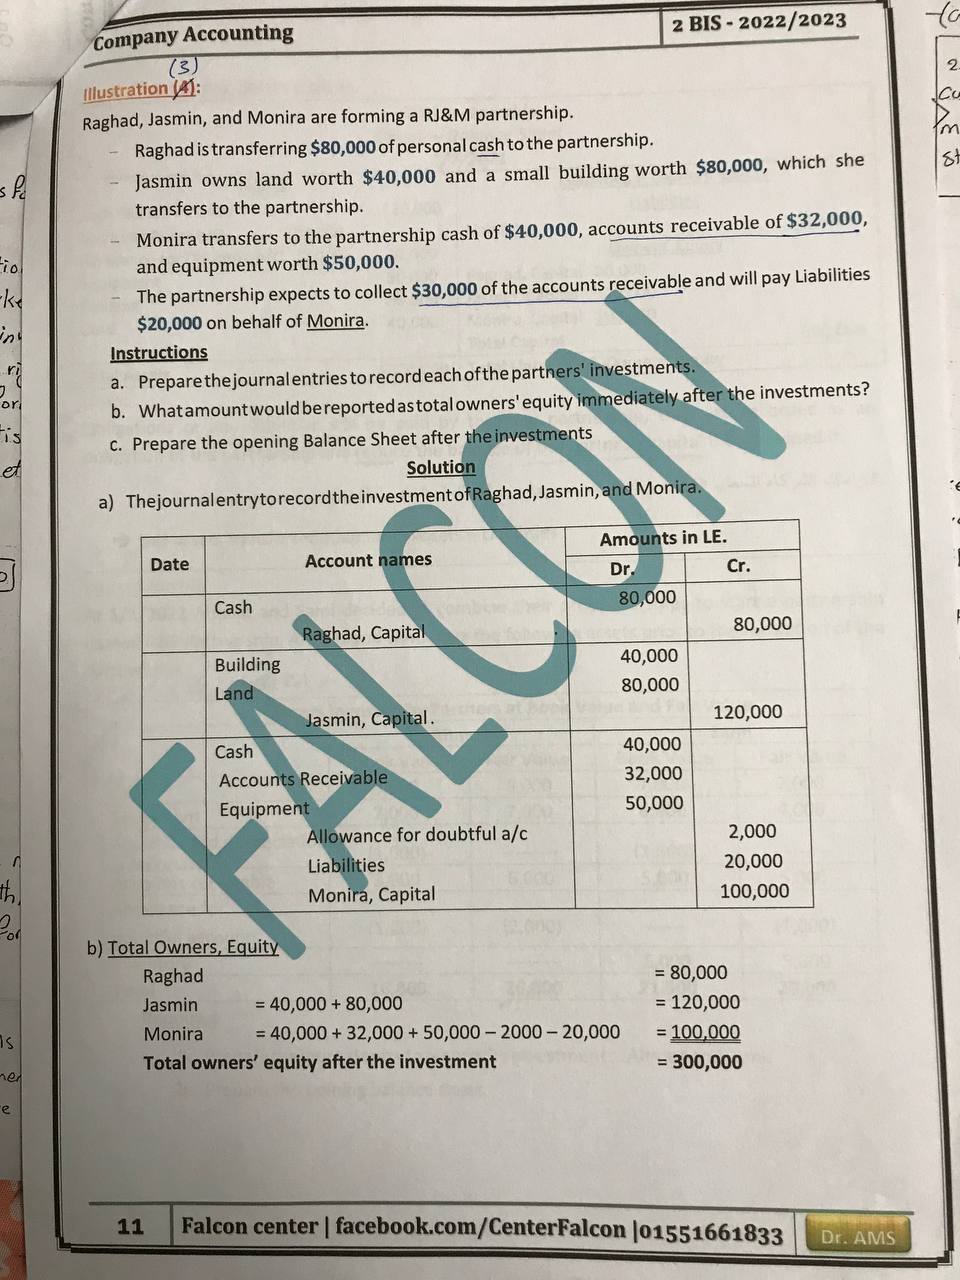 Company Accounting
2 BIS - 2022/2023
(3)
Illustration (4):
Raghad, Jasmin, and Monira are forming a RJ&M partnership.
– Raghad is transferring $80,000 of personal cash to the partnership.
– Jasmin owns land worth $40,000 and a small building worth $80,000, which she
transfers to the partnership.
– Monira transfers to the partnership cash of $40,000, accounts receivable of $32,000,
and equipment worth $50,000.
– The partnership expects to collect $30,000 of the accounts receivable and will pay Liabilities
$20,000 on behalf of Monira.
Instructions
a. Prepare the journal entries to record each of the partners' investments.
b. What amount would be reported as total owners' equity immediately after the investments?
c. Prepare the opening Balance Sheet after the investments
Solution
a) The journal entry to record the investment of Raghad, Jasmin, and Monira.
Date Account names Amounts in LE.
Dr. Cr.
Cash 80,000
Raghad, Capital 80,000
Building 40,000
Land 80,000
Jasmin, Capital. 120,000
Cash 40,000
Accounts Receivable 32,000
Equipment 50,000
Allowance for doubtful a/c 2,000
Liabilities 20,000
Monira, Capital 100,000
b) Total Owners, Equity
Raghad = 80,000
Jasmin = 40,000 + 80,000 = 120,000
Monira = 40,000 + 32,000 + 50,000 – 2000 – 20,000 = 100,000
Total owners' equity after the investment = 300,000
FALCON
11 Falcon center | facebook.com/CenterFalcon |01551661833 Dr. AMS